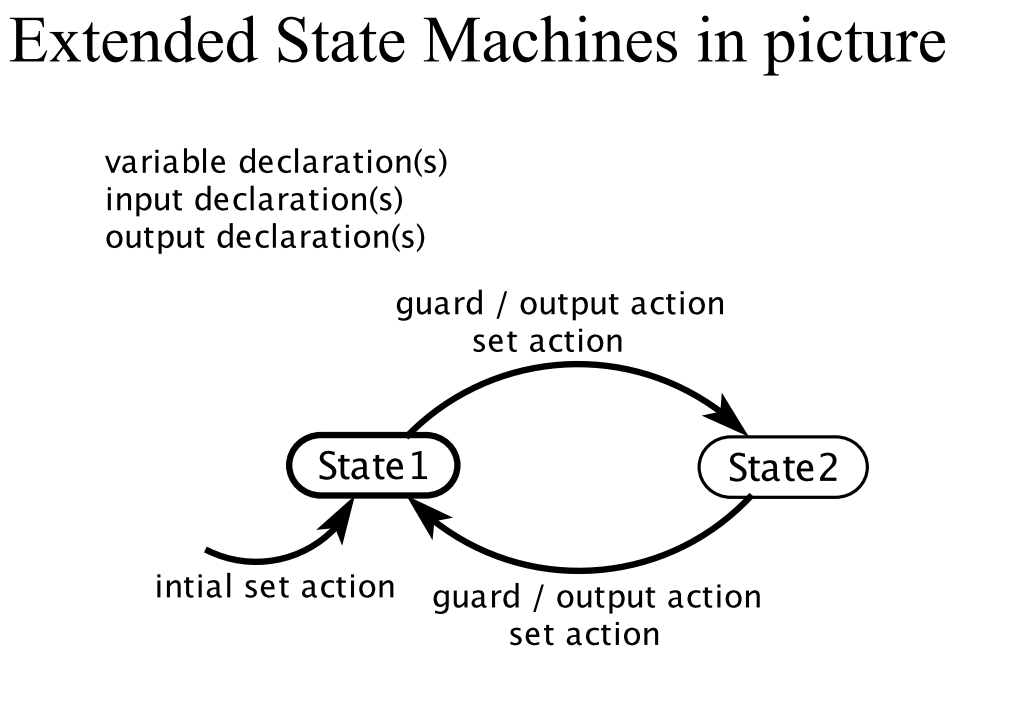 Extended State Machines in picture
variable declaration(s)
input declaration(s)
output declaration(s)
guard / output action
set action
State1
State2
intial set action
guard / output action
set action